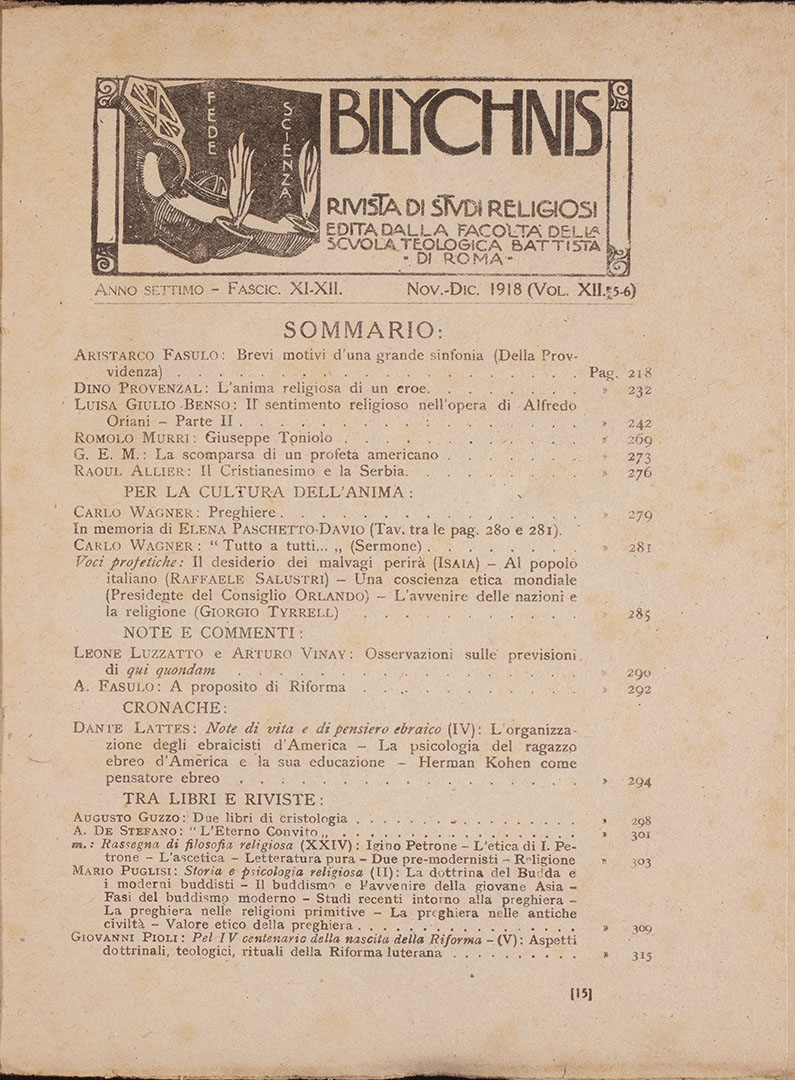 FEDE
SCIENZA
BILYCHNIS
RIVISTA DI STVDI RELIGIOSI
EDITA DALLA FACOLTA' DELLA
SCVOLA TEOLOGICA BATTISTA
· DI ROMA ·
ANNO SETTIMO - FASCIC. XI-XII. NOV.-DIC. 1918 (VOL. XII. 5-6)
SOMMARIO:
ARISTARCO FASULO: Brevi motivi d'una grande sinfonia (Della Prov-
videnza) . . . . . . . . . . . . . . . . . . Pag. 218
DINO PROVENZAL: L'anima religiosa di un eroe. . . . . . . . » 232
LUISA GIULIO-BENSO: Il sentimento religioso nell'opera di Alfredo
Oriani - Parte II . . . . . . . . . . . . . . . » 242
ROMOLO MURRI: Giuseppe Toniolo . . . . . . . . . . . » 269
G. E. M.: La scomparsa di un profeta americano . . . . . . . » 273
RAOUL ALLIER: Il Cristianesimo e la Serbia. . . . . . . . . » 276
PER LA CULTURA DELL'ANIMA:
CARLO WAGNER: Preghiere . . . . . . . . . . . . . . » 279
In memoria di ELENA PASCHETTO-DAVIO (Tav. tra le pag. 280 e 281).
CARLO WAGNER: “ Tutto a tutti... „ (Sermone) . . . . . . . . » 281
Voci profetiche: Il desiderio dei malvagi perirà (ISAIA) - Al popolo
italiano (RAFFAELE SALUSTRI) - Una coscienza etica mondiale
(Presidente del Consiglio ORLANDO) - L'avvenire delle nazioni e
la religione (GIORGIO TYRRELL) . . . . . . . . . . » 285
NOTE E COMMENTI:
LEONE LUZZATTO e ARTURO VINAY: Osservazioni sulle previsioni
di qui quondam . . . . . . . . . . . . . . . . » 290
A. FASULO: A proposito di Riforma . . . . . . . . . . . » 292
CRONACHE:
DANTE LATTES: Note di vita e di pensiero ebraico (IV): L'organizza-
zione degli ebraicisti d'America - La psicologia del ragazzo
ebreo d'America e la sua educazione - Herman Kohen come
pensatore ebreo . . . . . . . . . . . . . . . . » 294
TRA LIBRI E RIVISTE:
AUGUSTO GUZZO: Due libri di cristologia . . . . . . . . . . . » 298
A. DE STEFANO: “ L'Eterno Convito „ . . . . . . . . . . . . » 301
m.: Rassegna di filosofia religiosa (XXIV): Igino Petrone - L'etica di I. Pe-
trone - L'ascetica - Letteratura pura - Due pre-modernisti - Religione » 303
MARIO PUGLISI: Storia e psicologia religiosa (II): La dottrina del Budda e
i moderni buddisti - Il buddismo e l'avvenire della giovane Asia -
Fasi del buddismo moderno - Studi recenti intorno alla preghiera -
La preghiera nelle religioni primitive - La preghiera nelle antiche
civiltà - Valore etico della preghiera . . . . . . . . . . . » 309
GIOVANNI PIOLI: Pel IV centenario della nascita della Riforma - (V): Aspetti
dottrinali, teologici, rituali della Riforma luterana . . . . . . . » 315
[15]